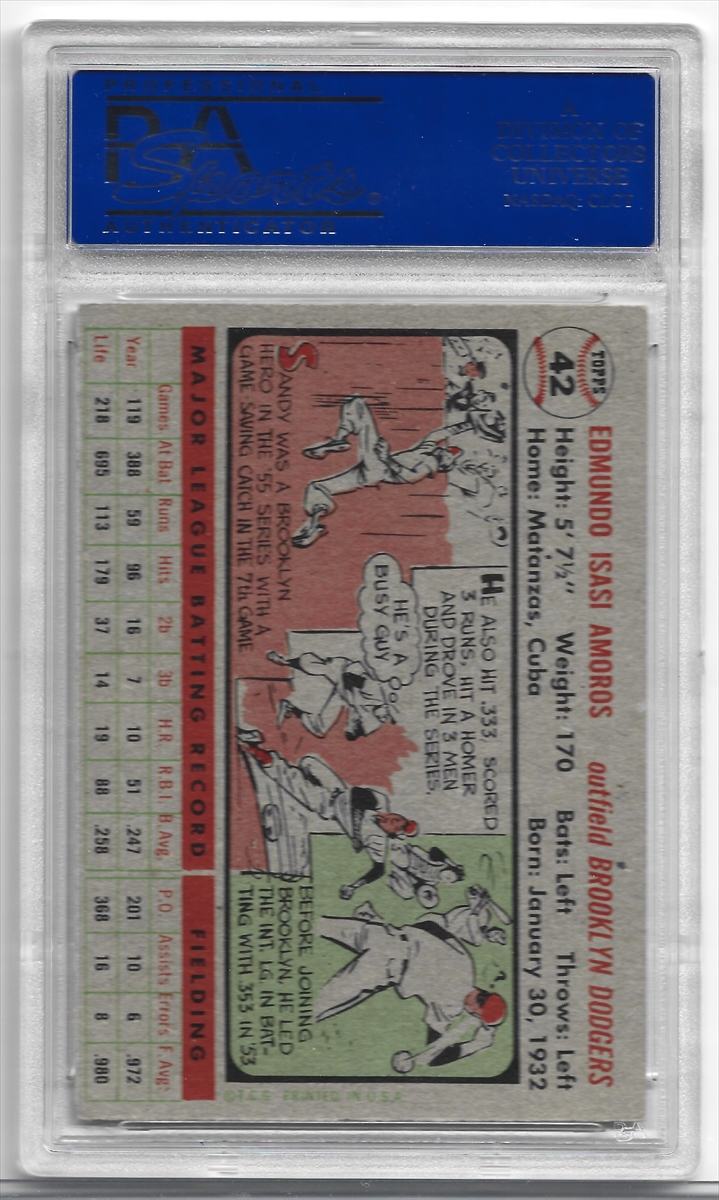 PROFESSIONAL
PSA
Sports®
AUTHENTICATOR
A
DIVISION OF
COLLECTORS
UNIVERSE
NASDAQ: CLCT
TOPPS
42
EDMUNDO ISASI AMOROS outfield BROOKLYN DODGERS
Height: 5' 7½" Weight: 170 Bats: Left Throws: Left
Home: Matanzas, Cuba Born: January 30, 1932
SANDY WAS A BROOKLYN
HERO IN THE '55 SERIES WITH A
GAME-SAVING CATCH IN THE 7th GAME
HE ALSO HIT .333, SCORED
3 RUNS, HIT A HOMER
AND DROVE IN 3 MEN
DURING THE SERIES.
HE'S A
BUSY GUY
BEFORE JOINING
BROOKLYN, HE LED
THE INT. LG IN BAT-
TING WITH .353 IN '53
MAJOR LEAGUE BATTING RECORD FIELDING
Games At Bat Runs Hits 2b 3b H.R. R.B.I. B. Avg. P.O. Assists Errors F. Avg.
Year 119 388 59 96 16 7 10 51 .247 201 10 6 .972
Life 218 695 113 179 37 14 19 88 .258 368 16 8 .980
©T.C.G. PRINTED IN U.S.A.
PSA